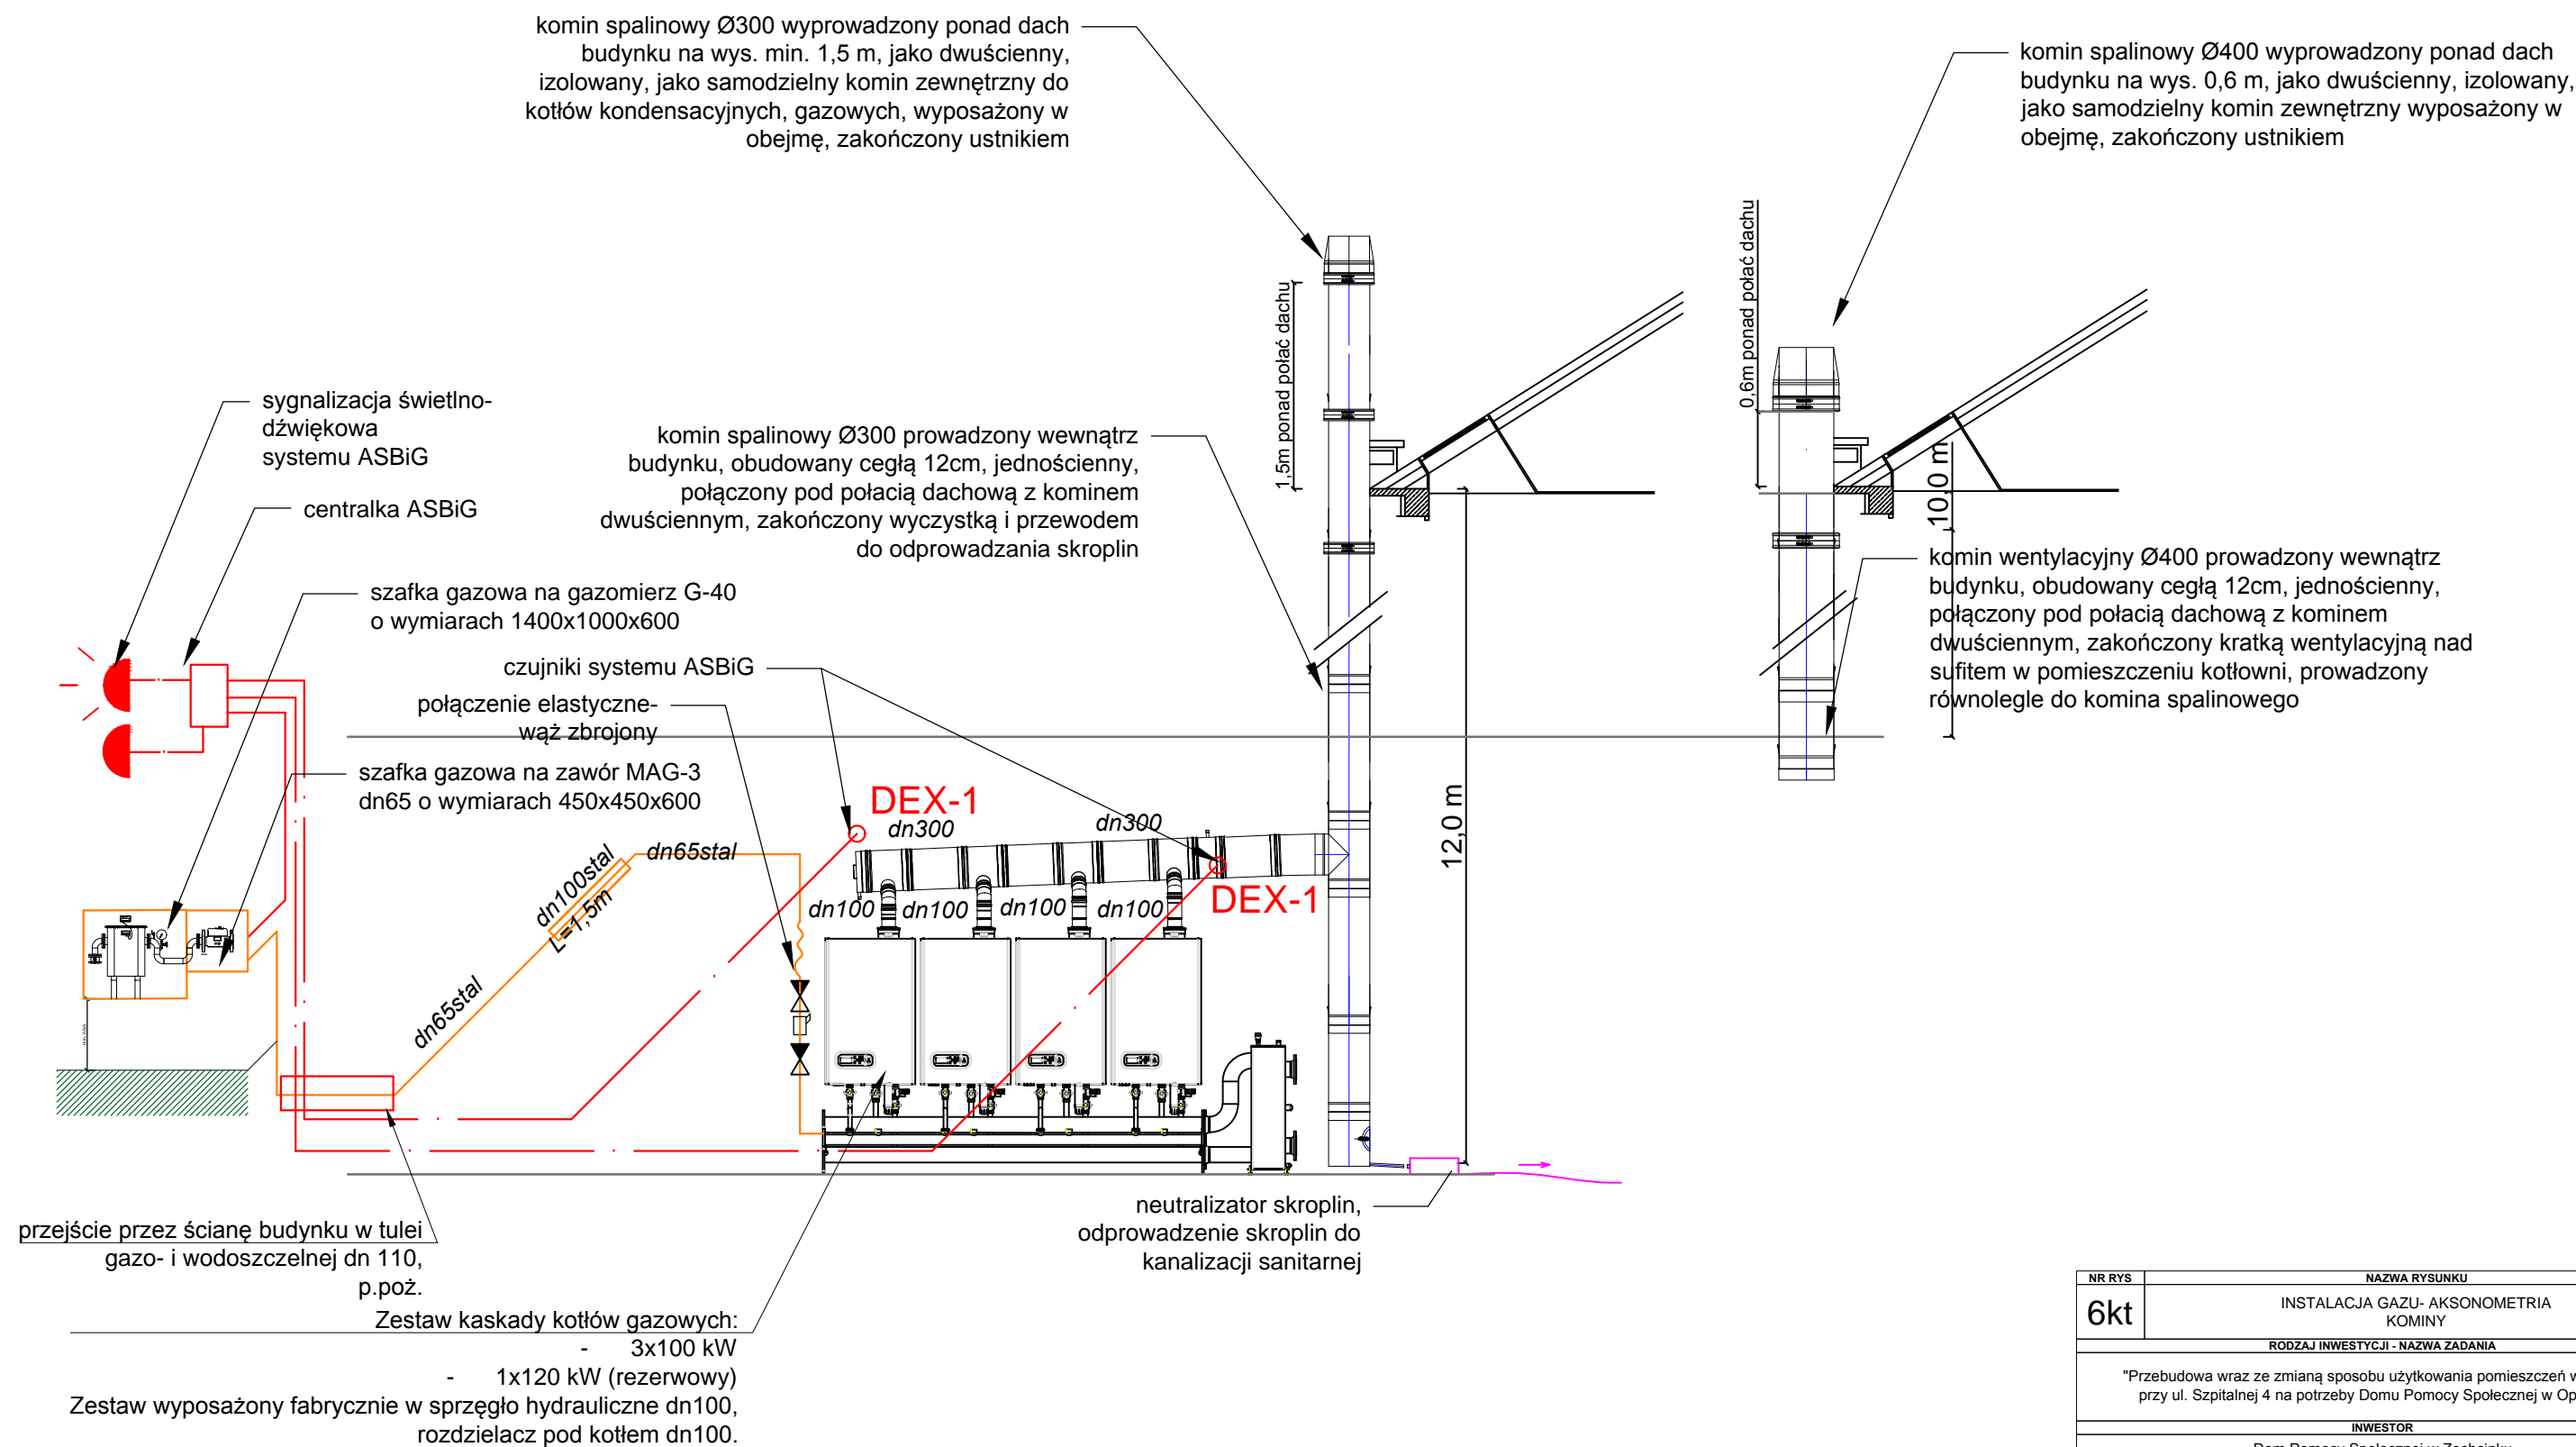 komin spalinowy Ø300 wyprowadzony ponad dach
budynku na wys. min. 1,5 m, jako dwuścienny,
izolowany, jako samodzielny komin zewnętrzny do
kotłów kondensacyjnych, gazowych, wyposażony w
obejmę, zakończony ustnikiem
komin spalinowy Ø400 wyprowadzony ponad dach
budynku na wys. 0,6 m, jako dwuścienny, izolowany,
jako samodzielny komin zewnętrzny wyposażony w
obejmę, zakończony ustnikiem
1,5m ponad połać dachu
0,6m ponad połać dachu
sygnalizacja świetlno-
dźwiękowa
systemu ASBiG
centralka ASBiG
komin spalinowy Ø300 prowadzony wewnątrz
budynku, obudowany cegłą 12cm, jednościenny,
połączony pod połacią dachową z kominem
dwuściennym, zakończony wyczystką i przewodem
do odprowadzania skroplin
10,0 m
komin wentylacyjny Ø400 prowadzony wewnątrz
budynku, obudowany cegłą 12cm, jednościenny,
połączony pod połacią dachową z kominem
dwuściennym, zakończony kratką wentylacyjną nad
sufitem w pomieszczeniu kotłowni, prowadzony
równolegle do komina spalinowego
szafka gazowa na gazomierz G-40
o wymiarach 1400x1000x600
czujniki systemu ASBiG
połączenie elastyczne-
wąż zbrojony
szafka gazowa na zawór MAG-3
dn65 o wymiarach 450x450x600
DEX-1
dn300
dn300
12,0 m
dn65stal
dn100stal
L=1,5m
dn65stal
dn100
dn100
dn100
dn100
DEX-1
przejście przez ścianę budynku w tulei
gazo- i wodoszczelnej dn 110,
p.poż.
neutralizator skroplin,
odprowadzenie skroplin do
kanalizacji sanitarnej
Zestaw kaskady kotłów gazowych:
- 3x100 kW
- 1x120 kW (rezerwowy)
Zestaw wyposażony fabrycznie w sprzęgło hydrauliczne dn100,
rozdzielacz pod kotłem dn100.
NR RYS
NAZWA RYSUNKU
6kt
INSTALACJA GAZU- AKSONOMETRIA
KOMINY
RODZAJ INWESTYCJI - NAZWA ZADANIA
"Przebudowa wraz ze zmianą sposobu użytkowania pomieszczeń
przy ul. Szpitalnej 4 na potrzeby Domu Pomocy Społecznej w
INWESTOR